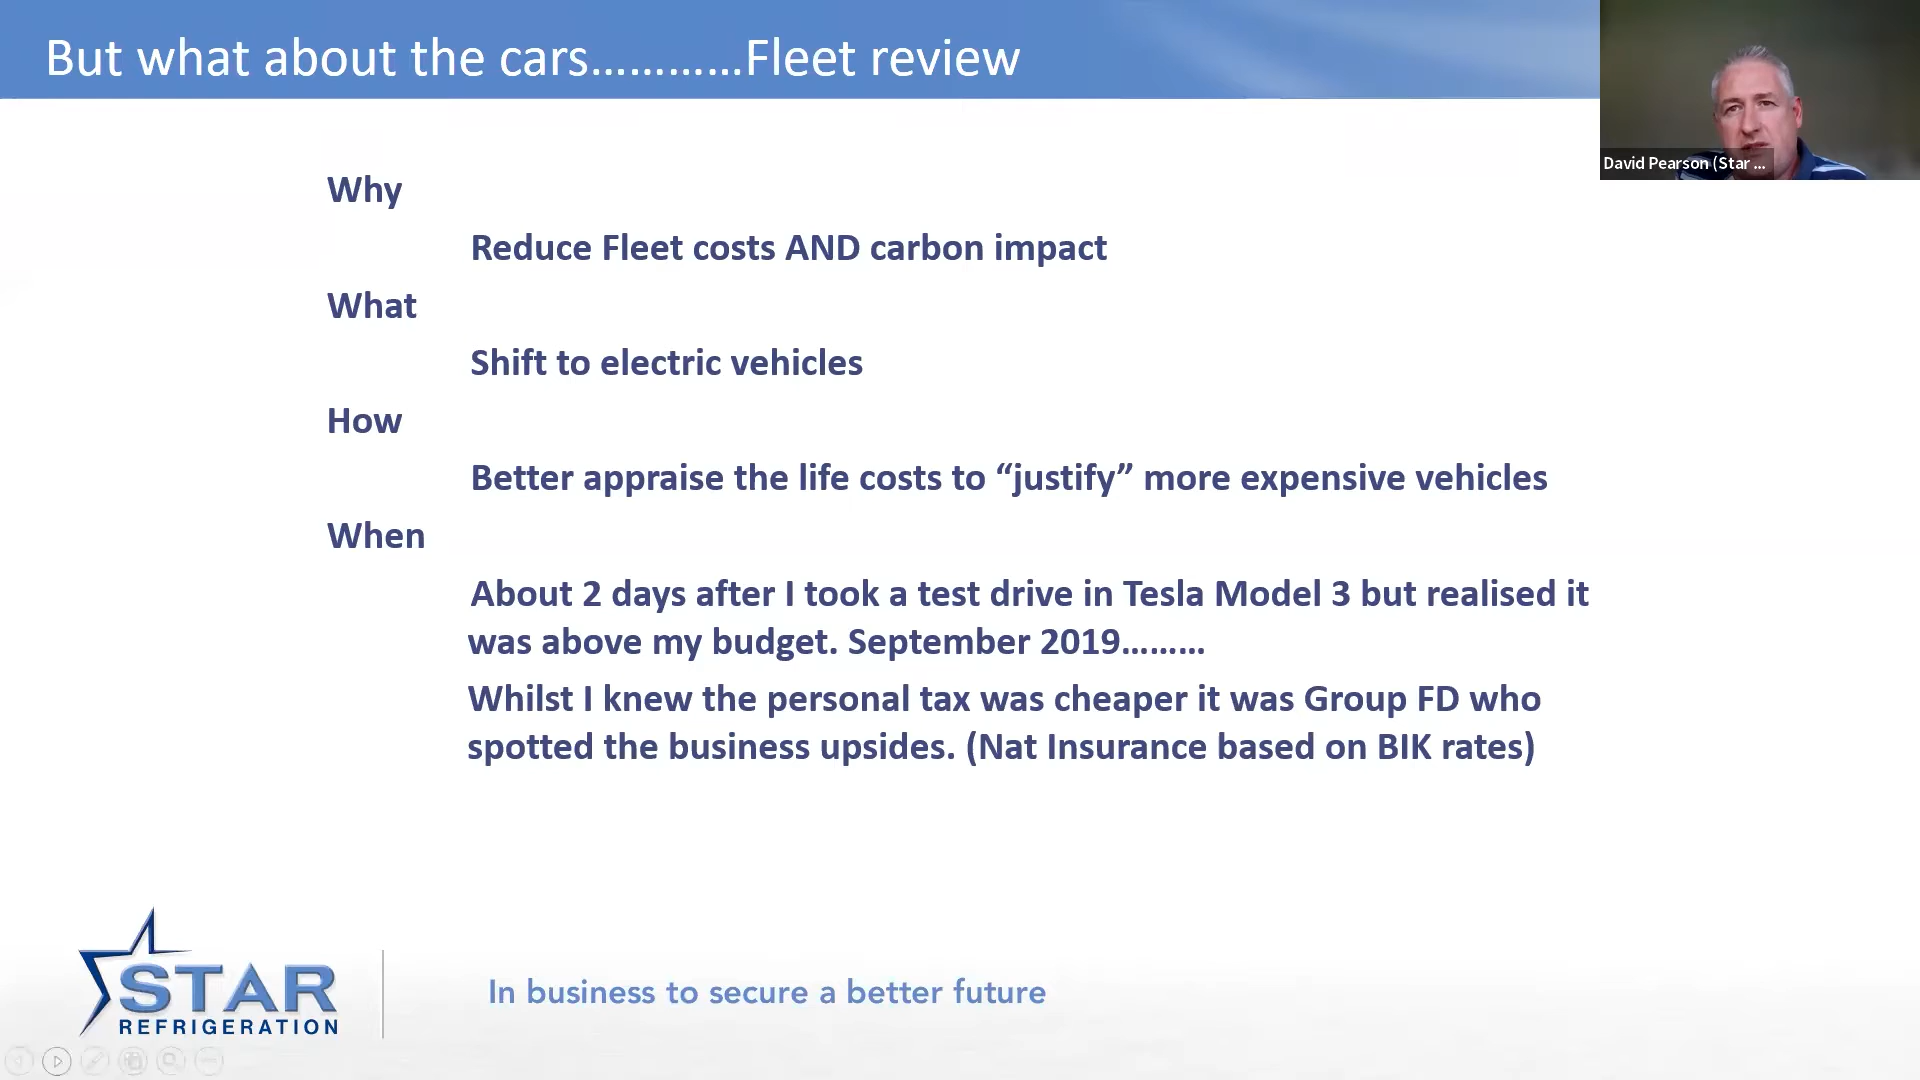 But what about the cars…………Fleet review
David Pearson (Star ...
Why
Reduce Fleet costs AND carbon impact
What
Shift to electric vehicles
How
Better appraise the life costs to “justify” more expensive vehicles
When
About 2 days after I took a test drive in Tesla Model 3 but realised it
was above my budget. September 2019………
Whilst I knew the personal tax was cheaper it was Group FD who
spotted the business upsides. (Nat Insurance based on BIK rates)
STAR
REFRIGERATION
In business to secure a better future